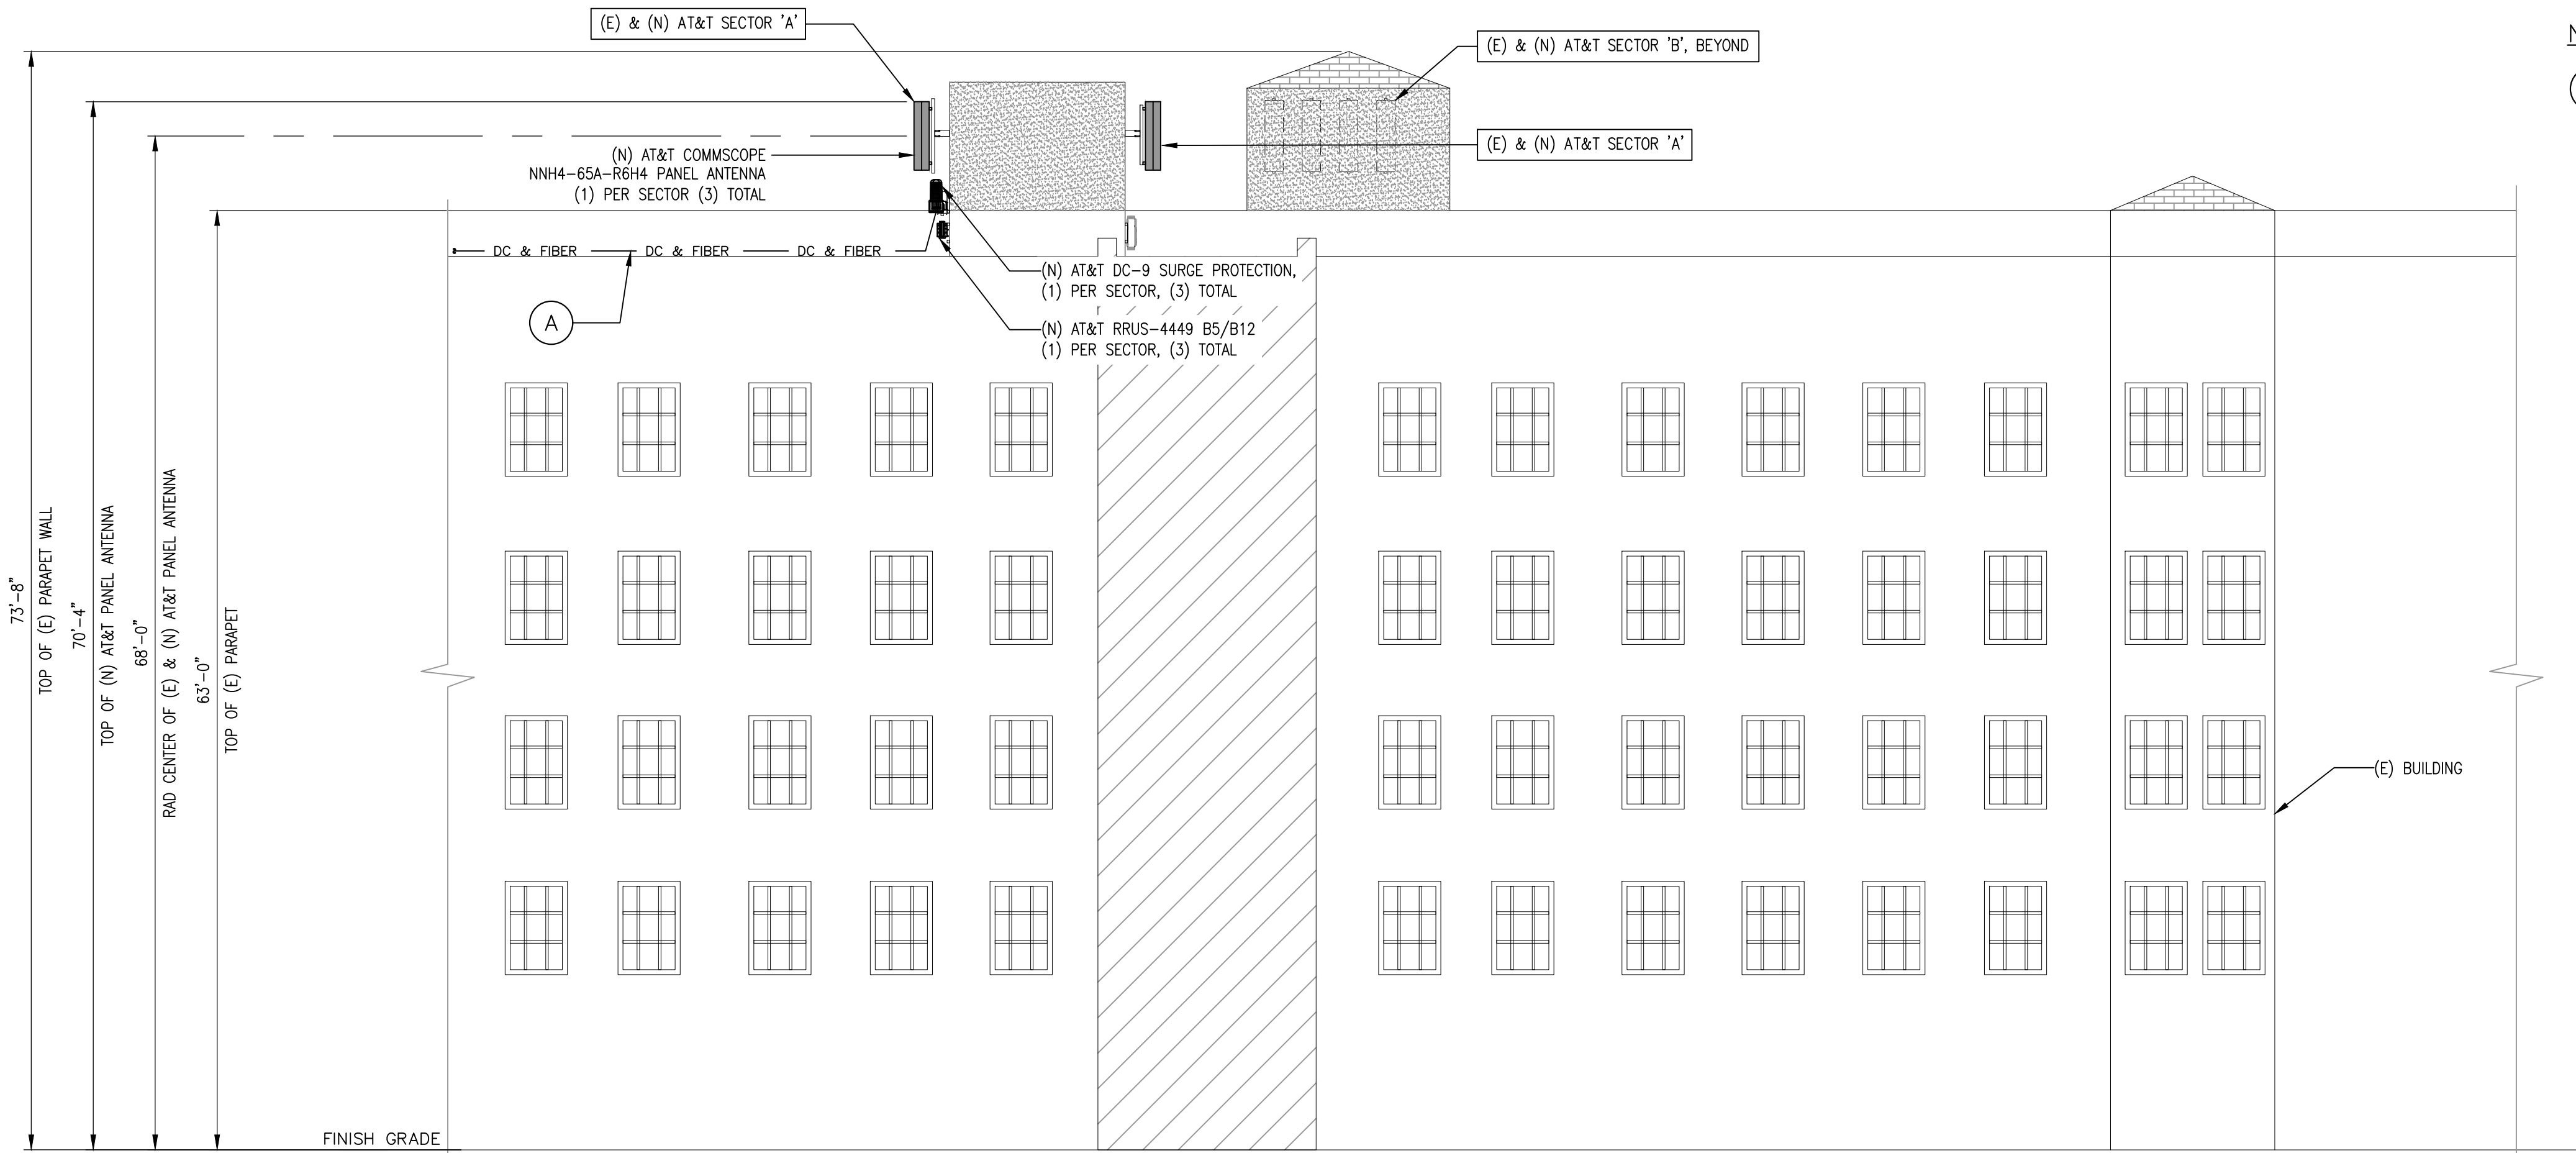 (E) & (N) AT&T SECTOR 'A'
(E) & (N) AT&T SECTOR 'B', BEYOND
(E) & (N) AT&T SECTOR 'A'
(N) AT&T COMMSCOPE
NNH4-65A-R6H4 PANEL ANTENNA
(1) PER SECTOR (3) TOTAL
DC & FIBER
DC & FIBER
DC & FIBER
(N) AT&T DC-9 SURGE PROTECTION,
(1) PER SECTOR, (3) TOTAL
A
(N) AT&T RRUS-4449 B5/B12
(1) PER SECTOR, (3) TOTAL
73'-8"
TOP OF (E) PARAPET WALL
70'-4"
TOP OF (N) AT&T PANEL ANTENNA
68'-0"
RAD CENTER OF (E) & (N) AT&T PANEL ANTENNA
63'-0"
TOP OF (E) PARAPET
(E) BUILDING
FINISH GRADE